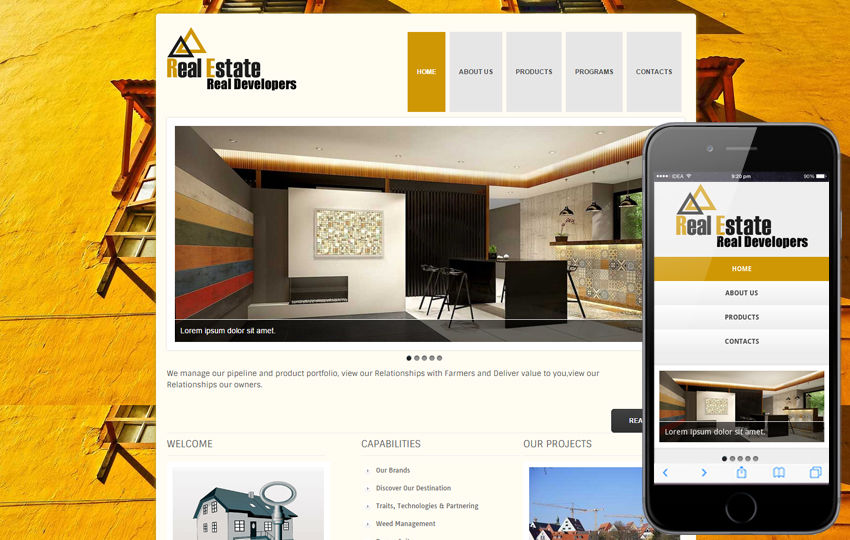 Real Estate
Real Developers
HOME
ABOUT US
PRODUCTS
PROGRAMS
CONTACTS
Lorem ipsum dolor sit amet.
We manage our pipeline and product portfolio, view our Relationships with Farmers and Deliver value to you,view our
Relationships our owners.
WELCOME
CAPABILITIES
Our Brands
Discover Our Destination
Traits, Technologies & Partnering
Weed Management
OUR PROJECTS
IDEA
9:20 pm
90%
Real Estate
Real Developers
HOME
ABOUT US
PRODUCTS
CONTACTS
Lorem ipsum dolor sit amet.